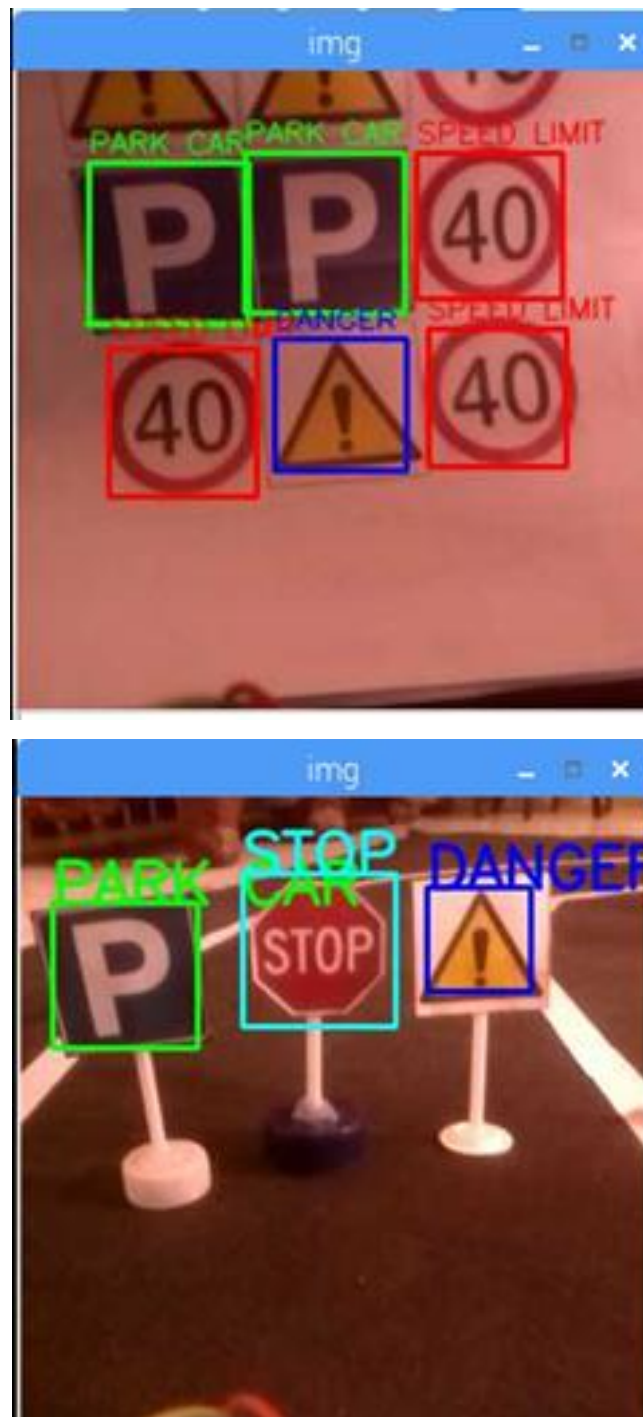 img
PARK CAR PARK CAR SPEED LIMIT
P P 40
DANGER SPEED LIMIT
40 ! 40
img
STOP
PARK CAR DANGER
P STOP !